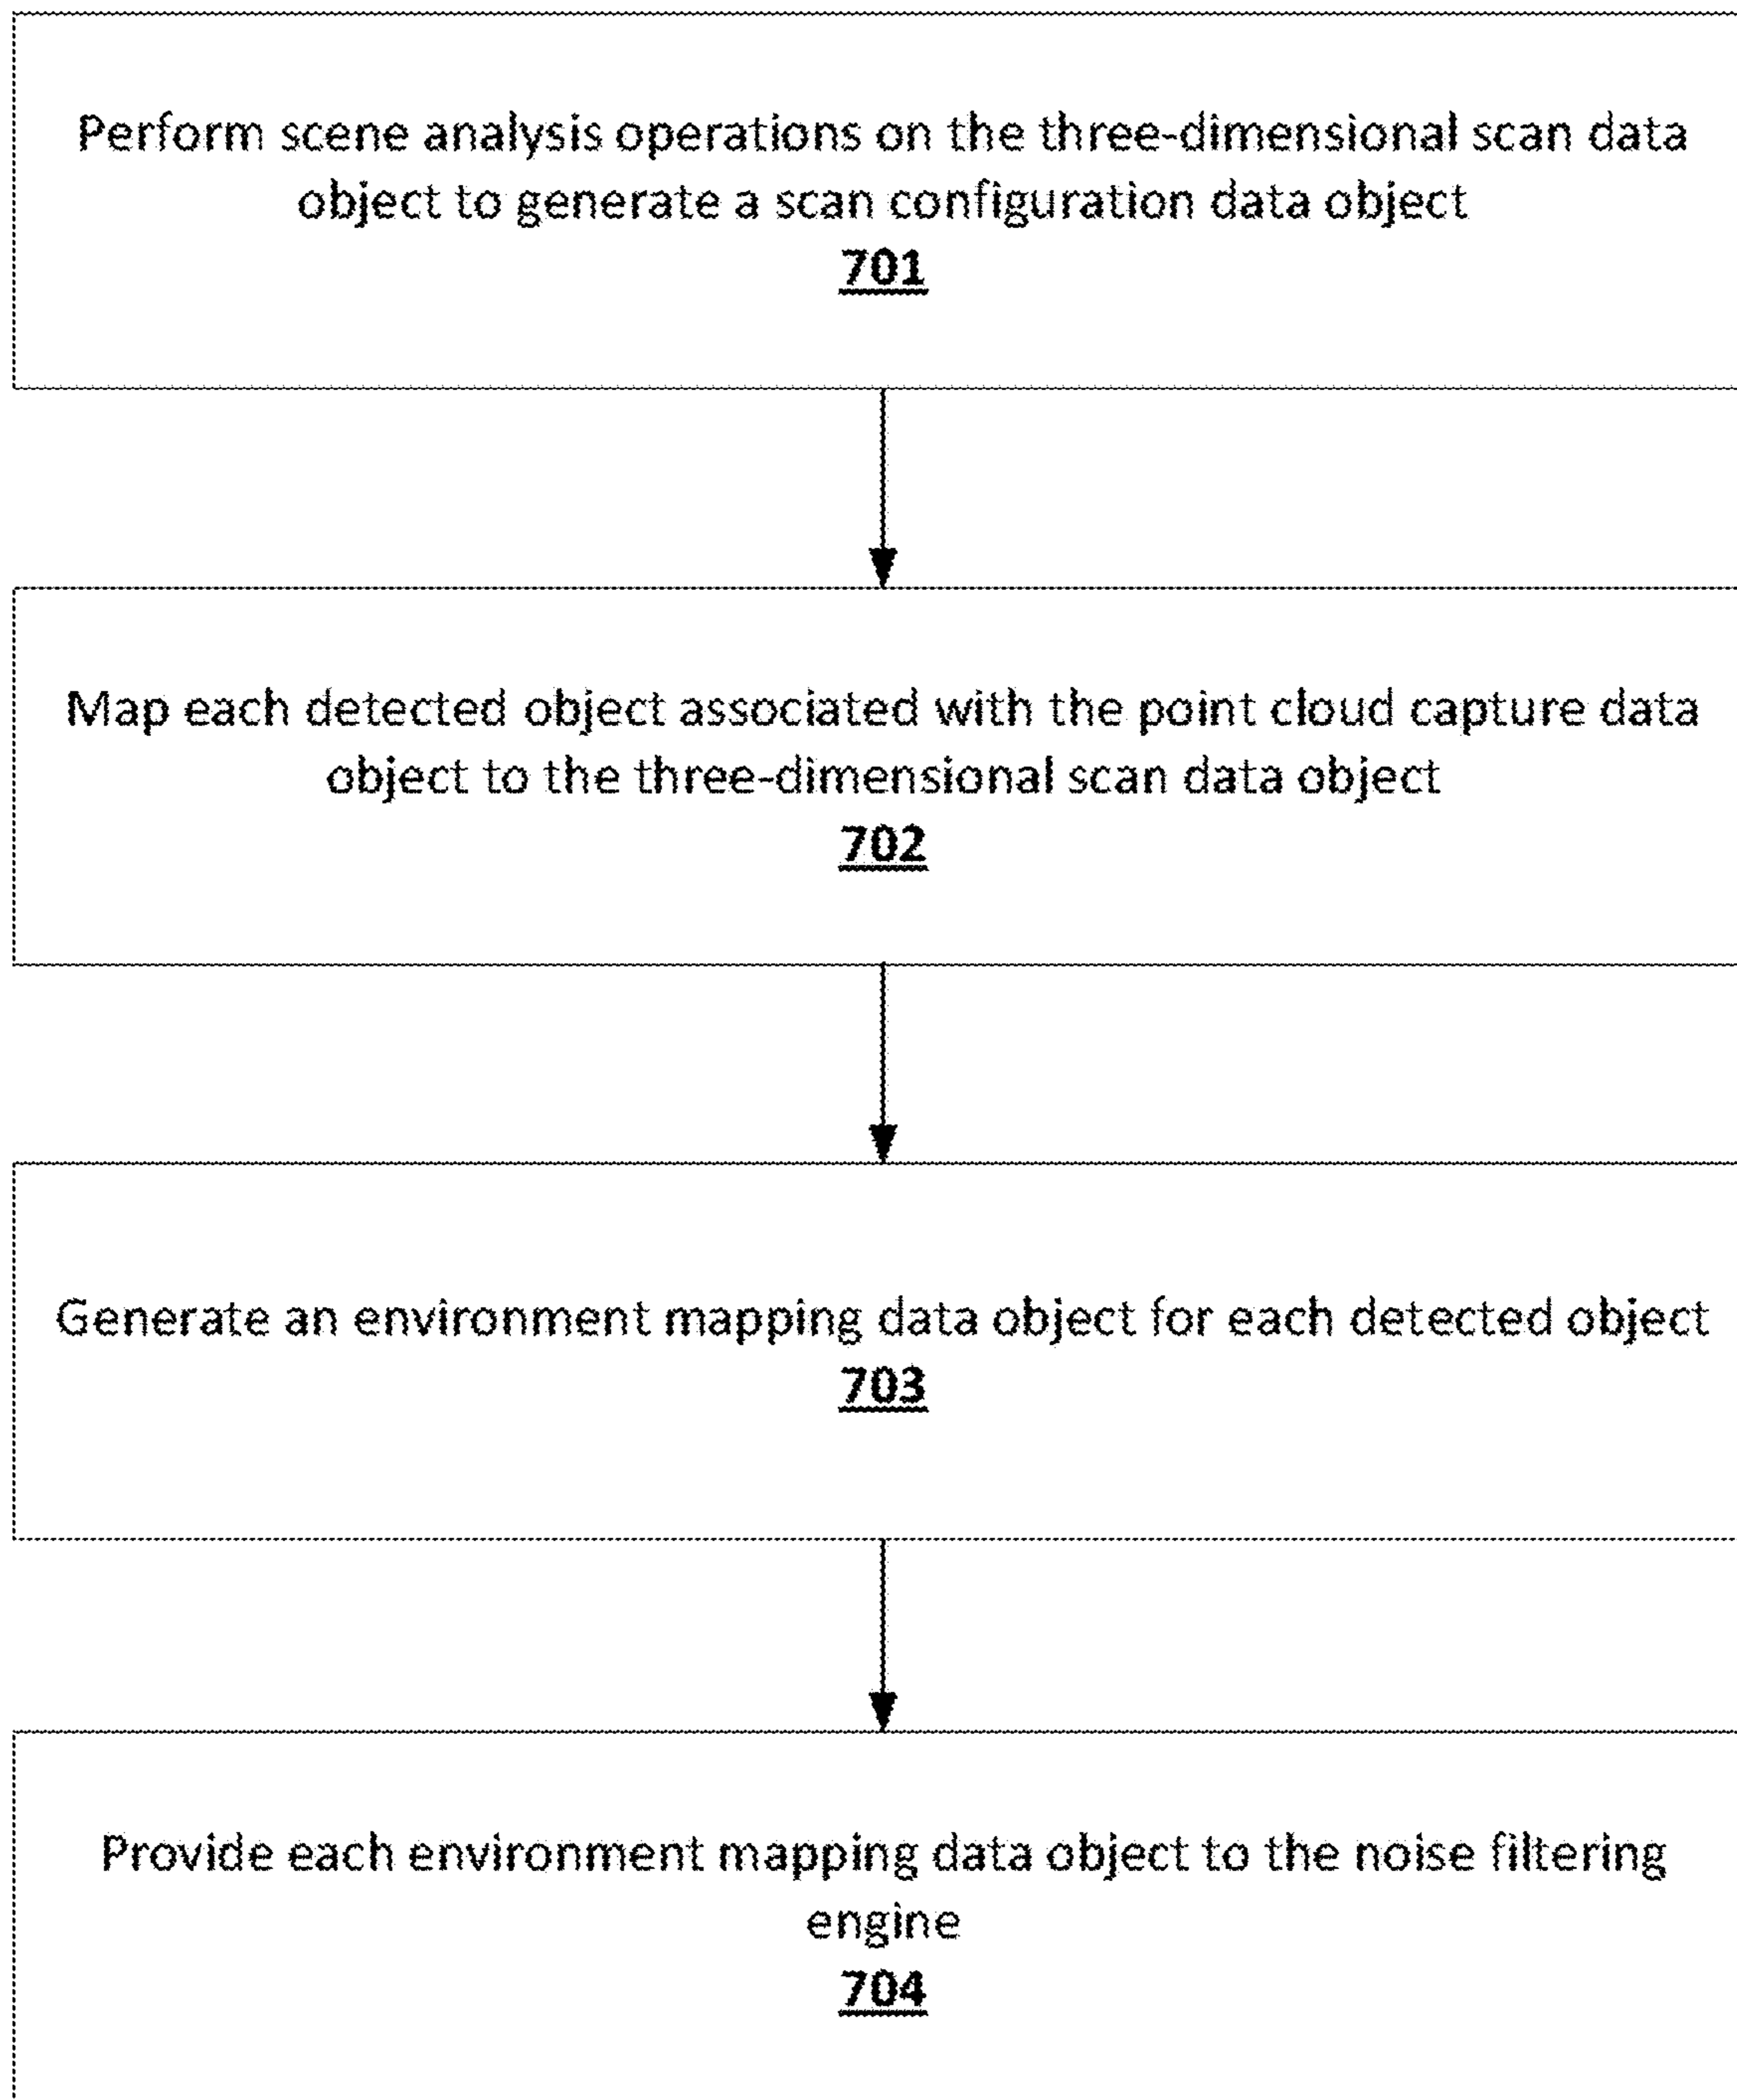 Perform scene analysis operations on the three-dimensional scan data
object to generate a scan configuration data object
701
Map each detected object associated with the point cloud capture data
object to the three-dimensional scan data object
702
Generate an environment mapping data object for each detected object
703
Provide each environment mapping data object to the noise filtering
engine
704